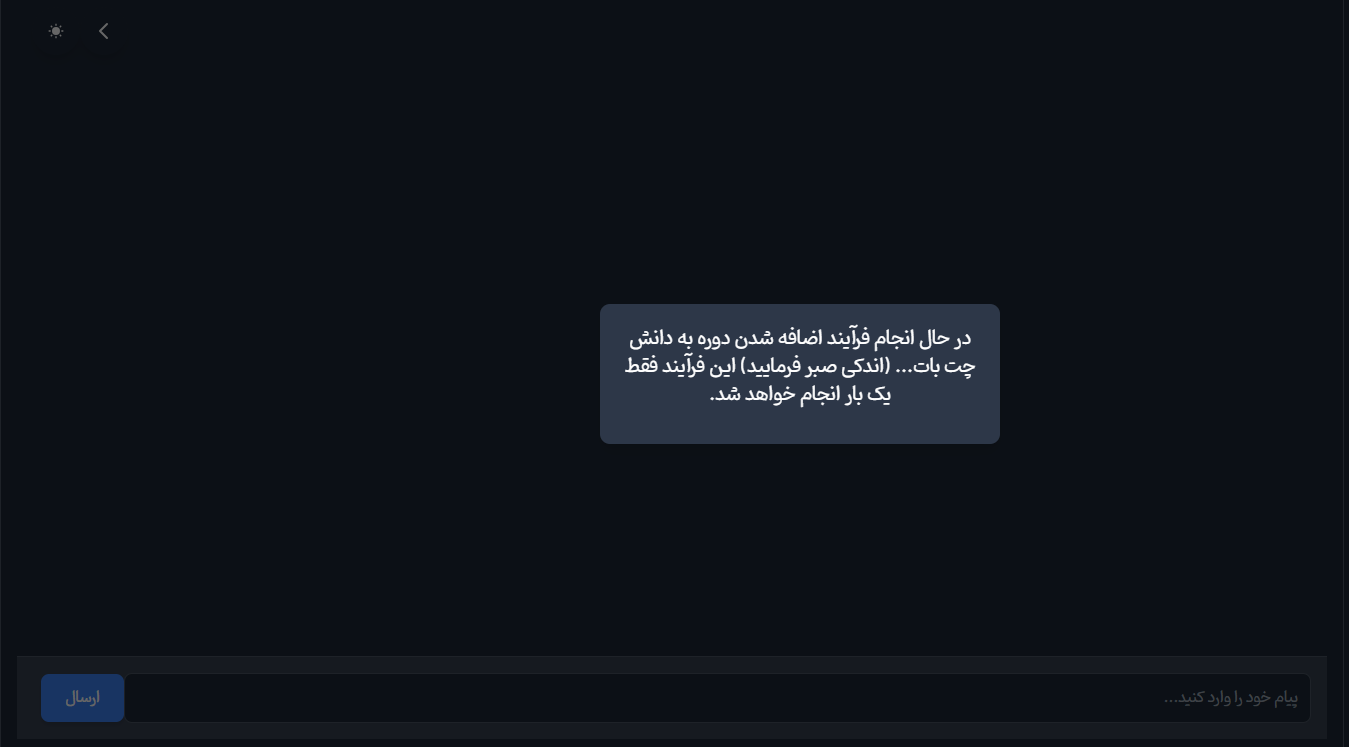 در حال انجام فرآیند اضافه شدن دوره به دانش
چت بات... (اندکی صبر فرمایید) این فرآیند فقط
یک بار انجام خواهد شد.
پیام خود را وارد کنید...
ارسال